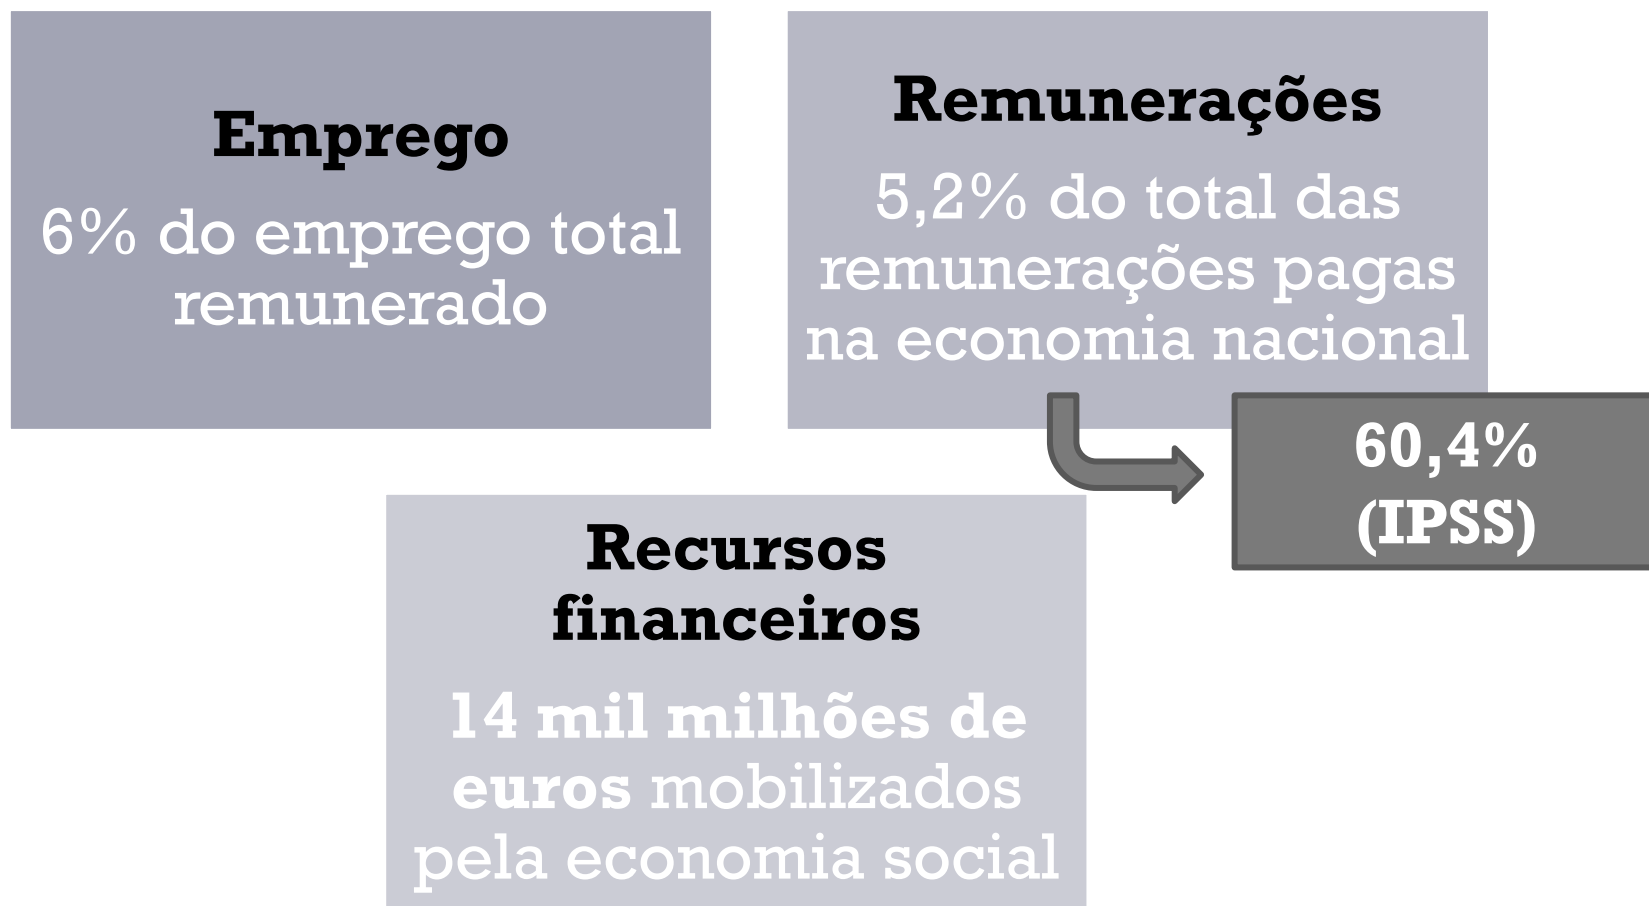 Emprego
6% do emprego total
remunerado
Remunerações
5,2% do total das
remunerações pagas
na economia nacional
60,4%
(IPSS)
Recursos
financeiros
14 mil milhões de
euros mobilizados
pela economia social